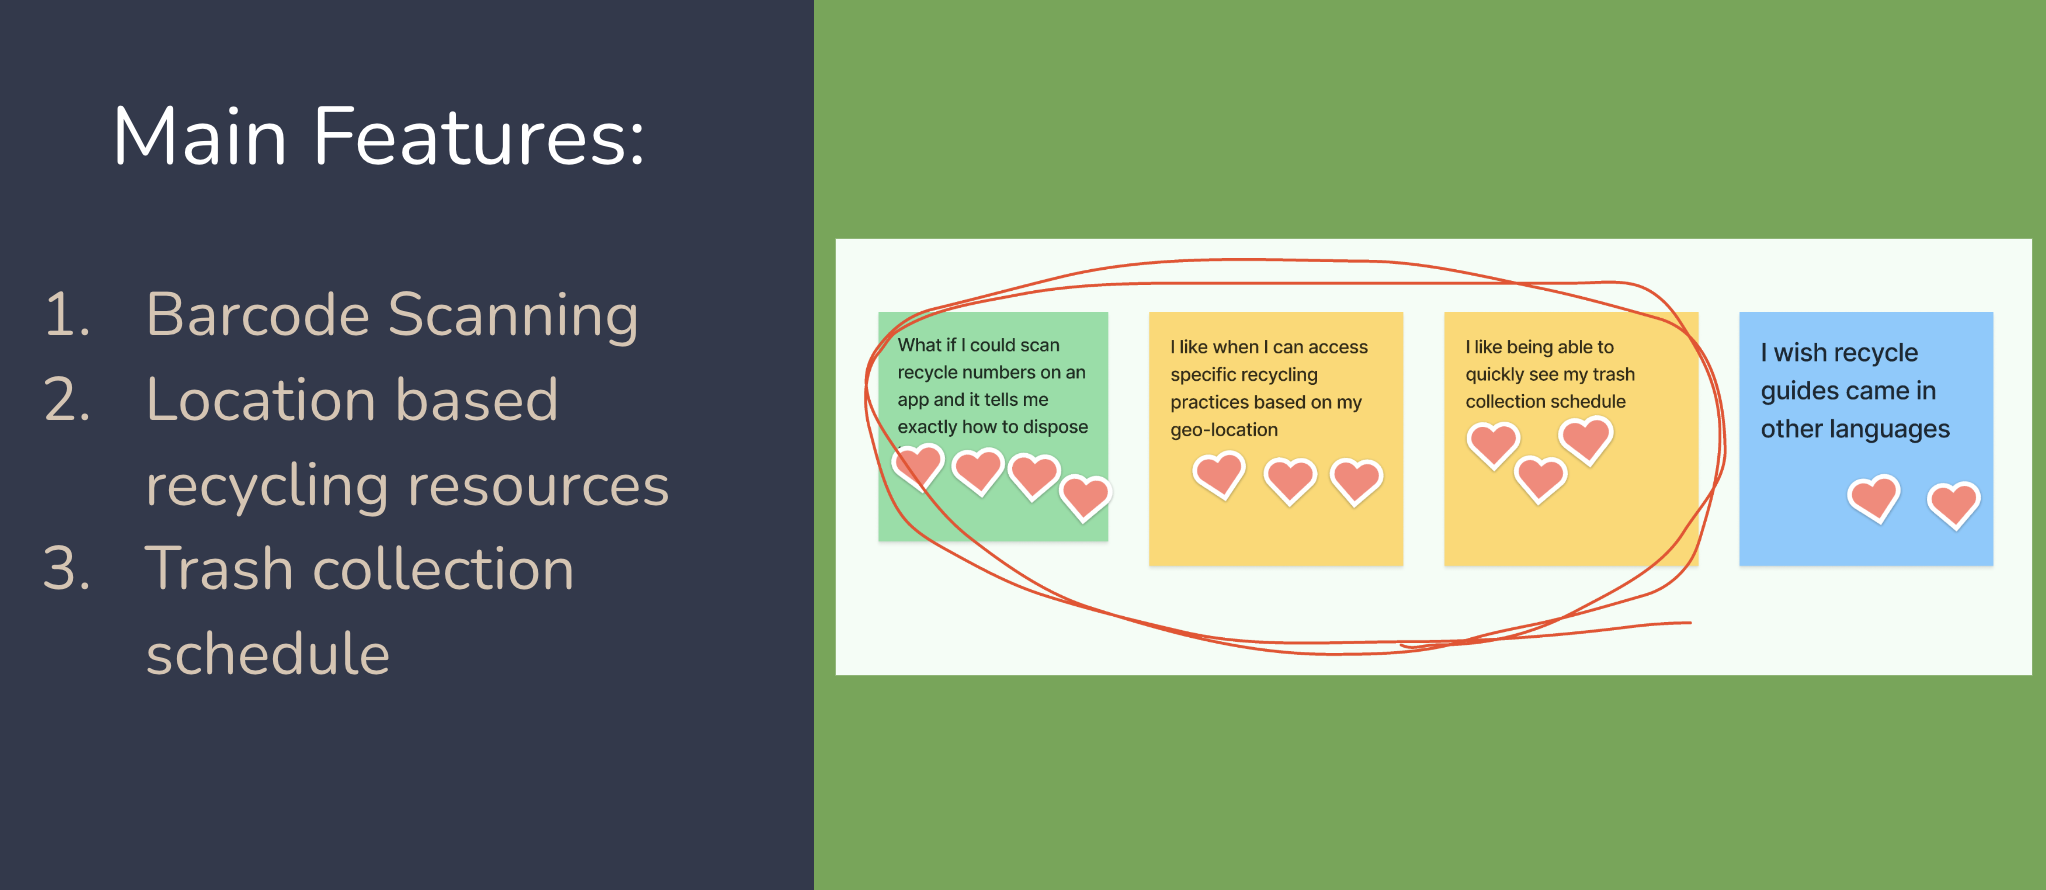 Main Features:
1. Barcode Scanning
2. Location based
recycling resources
3. Trash collection
schedule
What if I could scan
recycle numbers on an
app and it tells me
exactly how to dispose
I like when I can access
specific recycling
practices based on my
geo-location
I like being able to
quickly see my trash
collection schedule
I wish recycle
guides came in
other languages